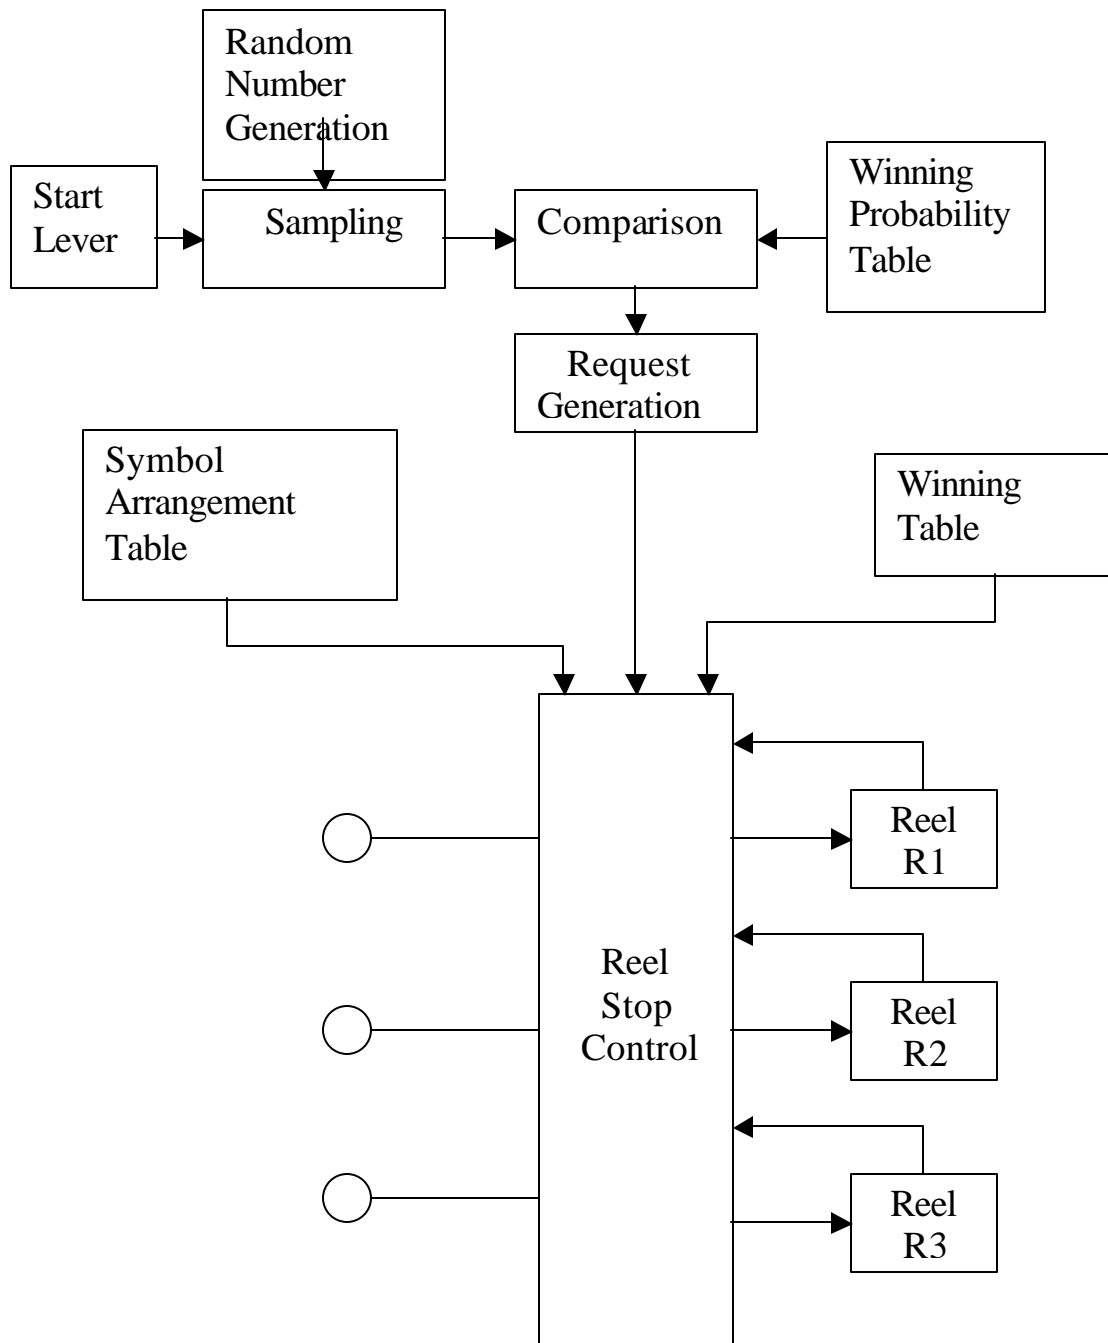 Random
Number
Generation
Start
Lever
Sampling
Comparison
Winning
Probability
Table
Request
Generation
Symbol
Arrangement
Table
Winning
Table
Reel
R1
Reel
Stop
Control
Reel
R2
Reel
R3